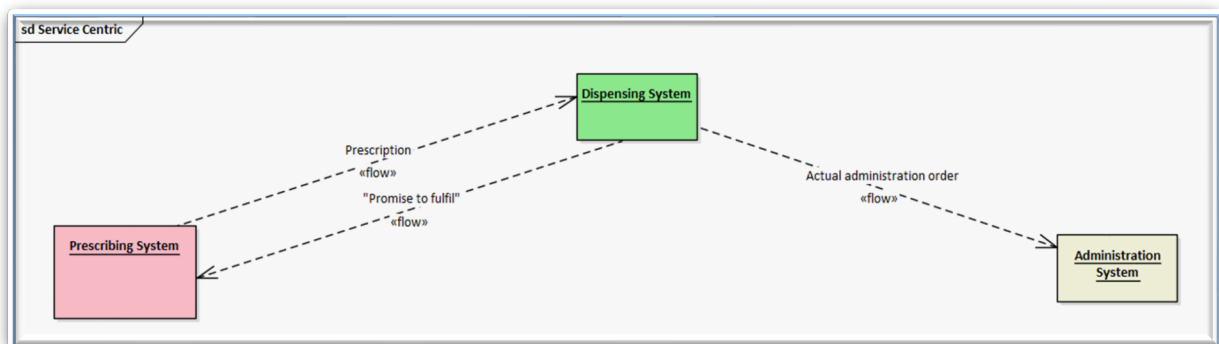 sd Service Centric
Dispensing System
Prescription
«flow»
"Promise to fulfil"
«flow»
Actual administration order
«flow»
Prescribing System
Administration
System